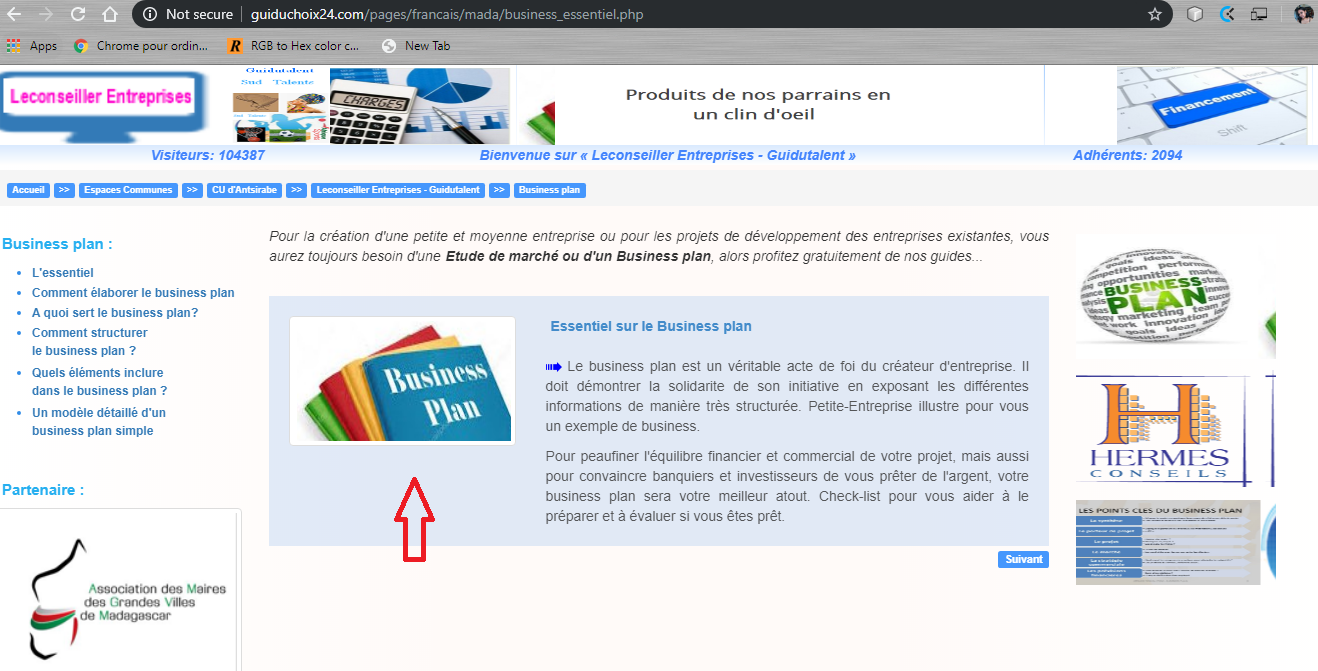 Not secure | guiduchoix24.com/pages/francais/mada/business_essentiel.php
Apps
Chrome pour ordin...
RGB to Hex color c...
New Tab
Leconseiller Entreprises
Guidutalent
Sud Talents
CHARGES
Produits de nos parrains en
un clin d'oeil
Financement
Shift
Visiteurs: 104387
Bienvenue sur « Leconseiller Entreprises - Guidutalent »
Adhérents: 2094
Accueil >> Espaces Communes >> CU d'Antsirabe >> Leconseiller Entreprises - Guidutalent >> Business plan
Business plan :
L'essentiel
Comment élaborer le business plan
A quoi sert le business plan?
Comment structurer
le business plan ?
Quels éléments inclure
dans le business plan ?
Un modèle détaillé d'un
business plan simple
Partenaire :
Association des Maires
des Grandes Villes
de Madagascar
Pour la création d'une petite et moyenne entreprise ou pour les projets de développement des entreprises existantes, vous
aurez toujours besoin d'une Etude de marché ou d'un Business plan, alors profitez gratuitement de nos guides...
Business
Plan
Essentiel sur le Business plan
Le business plan est un véritable acte de foi du créateur d'entreprise. Il
doit démontrer la solidarite de son initiative en exposant les différentes
informations de manière très structurée. Petite-Entreprise illustre pour vous
un exemple de business.
Pour peaufiner l'équilibre financier et commercial de votre projet, mais aussi
pour convaincre banquiers et investisseurs de vous prêter de l'argent, votre
business plan sera votre meilleur atout. Check-list pour vous aider à le
préparer et à évaluer si vous êtes prêt.
Suivant
BUSINESS
PLAN
HERMES
CONSEILS
LES POINTS CLES DU BUSINESS PLAN